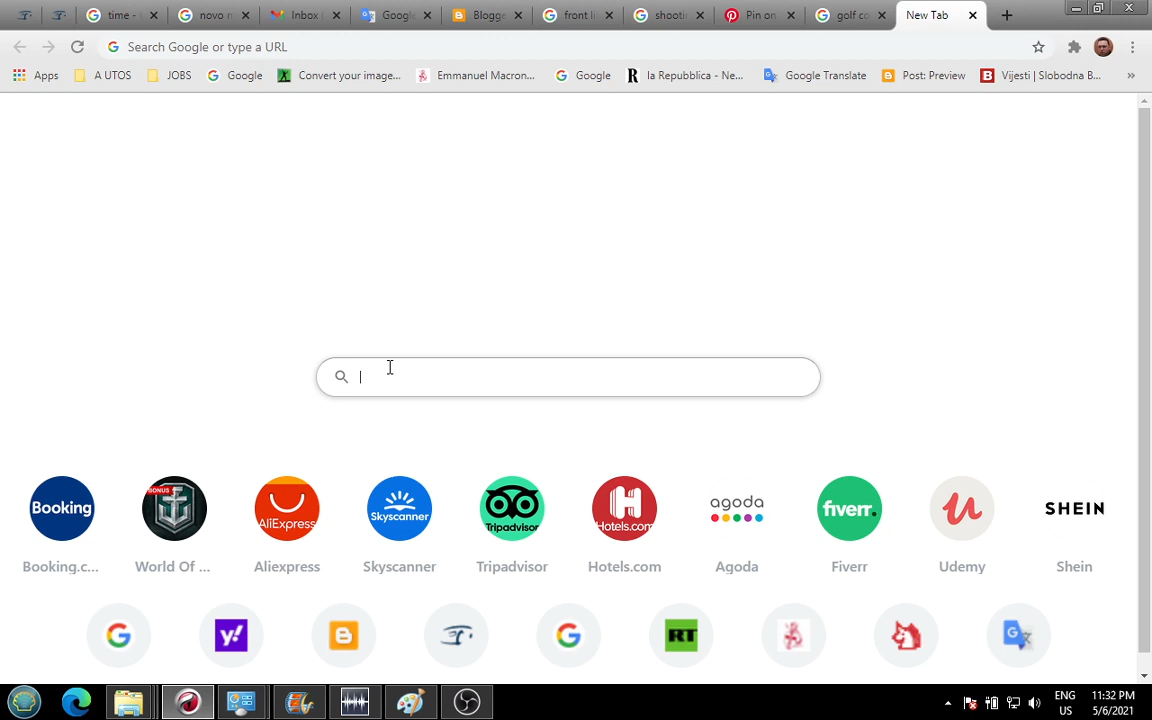 time -
novo n
Inbox
Google
Blogge
front li
shootin
Pin on
golf co
New Tab
Search Google or type a URL
Apps
A UTOS
JOBS
Google
Convert your image...
Emmanuel Macron...
Google
R la Repubblica - Ne...
Google Translate
Post: Preview
B Vijesti | Slobodna B...
»
Booking
BONUS
AliExpress
Skyscanner
Tripadvisor
H Hotels.com
agoda
fiverr.
SHEIN
Booking.c...
World Of ...
Aliexpress
Skyscanner
Tripadvisor
Hotels.com
Agoda
Fiverr
Udemy
Shein
y!
RT
ENG
US
11:32 PM
5/6/2021